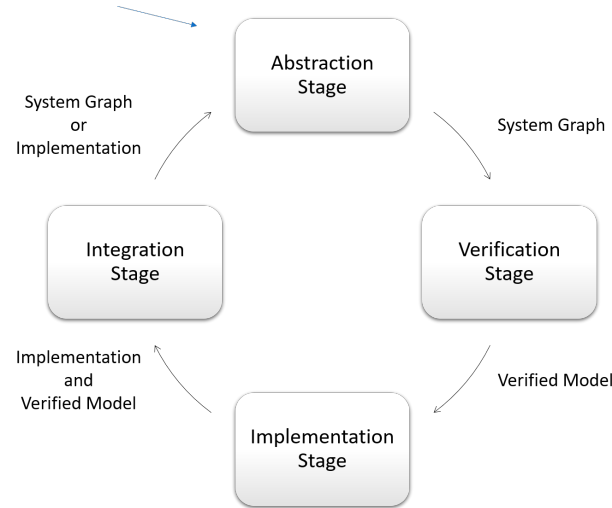 Abstraction
Stage
System Graph
or
Implementation
System Graph
Integration
Stage
Verification
Stage
Implementation
and
Verified Model
Verified Model
Implementation
Stage